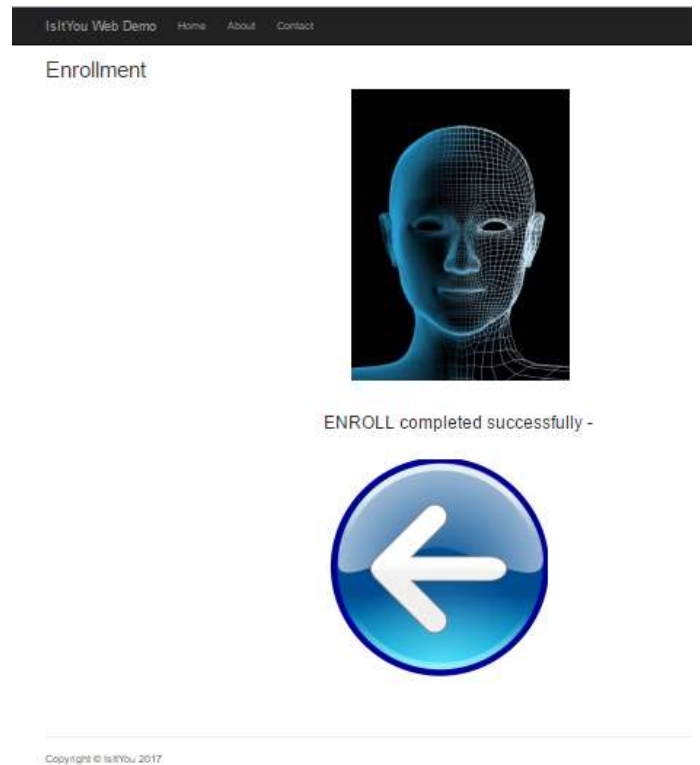 IsItYou Web Demo Home About Contact
Enrollment
ENROLL completed successfully -
Copyright © IsItYou 2017